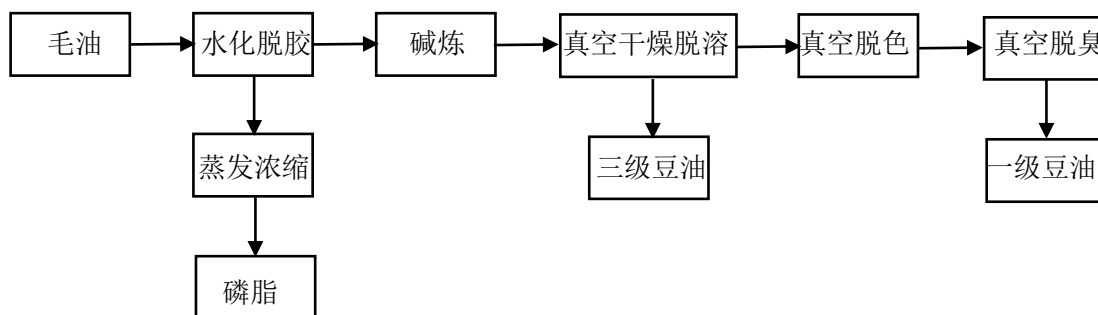 毛油
水化脱胶
碱炼
真空干燥脱溶
真空脱色
真空脱臭
蒸发浓缩
三级豆油
一级豆油
磷脂